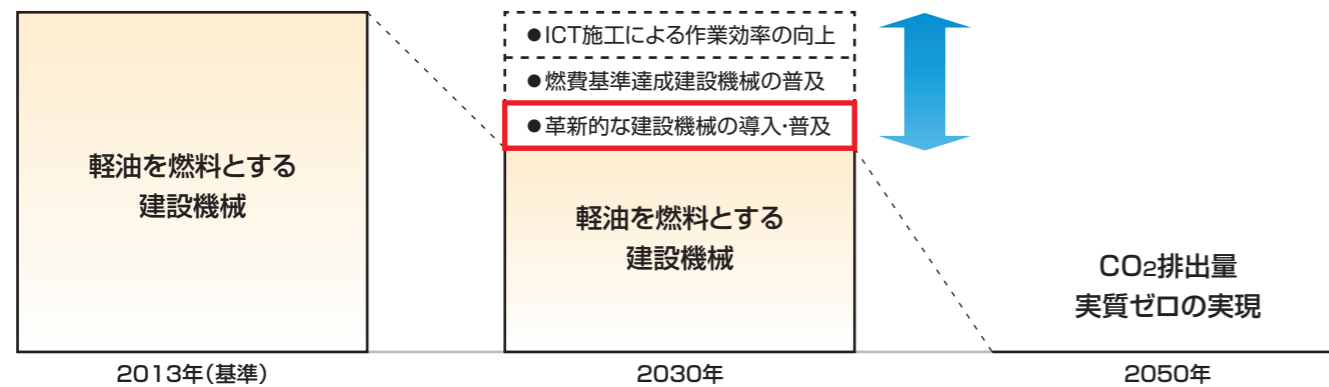 ●ICT施工による作業効率の向上
●燃費基準達成建設機械の普及
●革新的な建設機械の導入・普及
軽油を燃料とする
建設機械
軽油を燃料とする
建設機械
CO2排出量
実質ゼロの実現
2013年(基準)
2030年
2050年